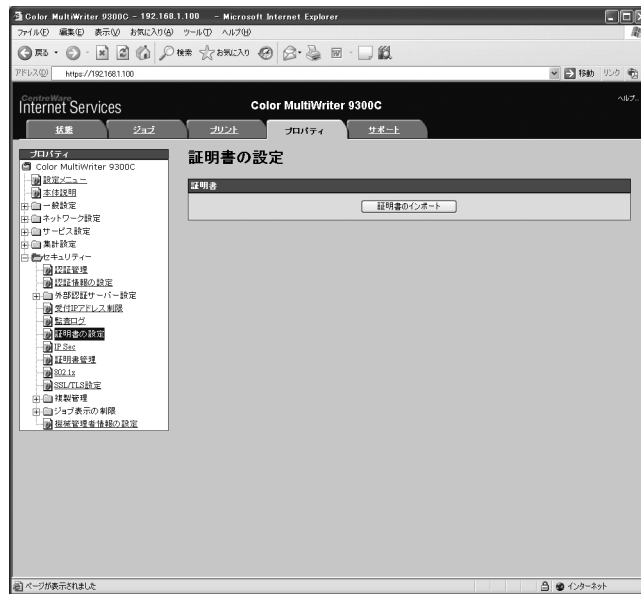 Color MultiWriter 9300C - 192.168.1.100 - Microsoft Internet Explorer
ファイル(F) 編集(E) 表示(V) お気に入り(A) ツール(T) ヘルプ(H)
戻る 検索 お気に入り
アドレス(D) https://192.168.1.100 移動 リンク
CentreWare
Internet Services
Color MultiWriter 9300C
ヘルプ..
状態 ジョブ プリント プロパティ サポート
プロパティ
Color MultiWriter 9300C
設定メニュー
本体説明
一般設定
ネットワーク設定
サービス設定
集計設定
セキュリティー
認証管理
認証情報の設定
外部認証サーバー設定
受付IPアドレス制限
監査ログ
証明書の設定
IP Sec
証明書管理
802.1x
SSL/TLS設定
複製管理
ジョブ表示の制限
機械管理者情報の設定
証明書の設定
証明書
証明書のインポート
ページが表示されました
インターネット